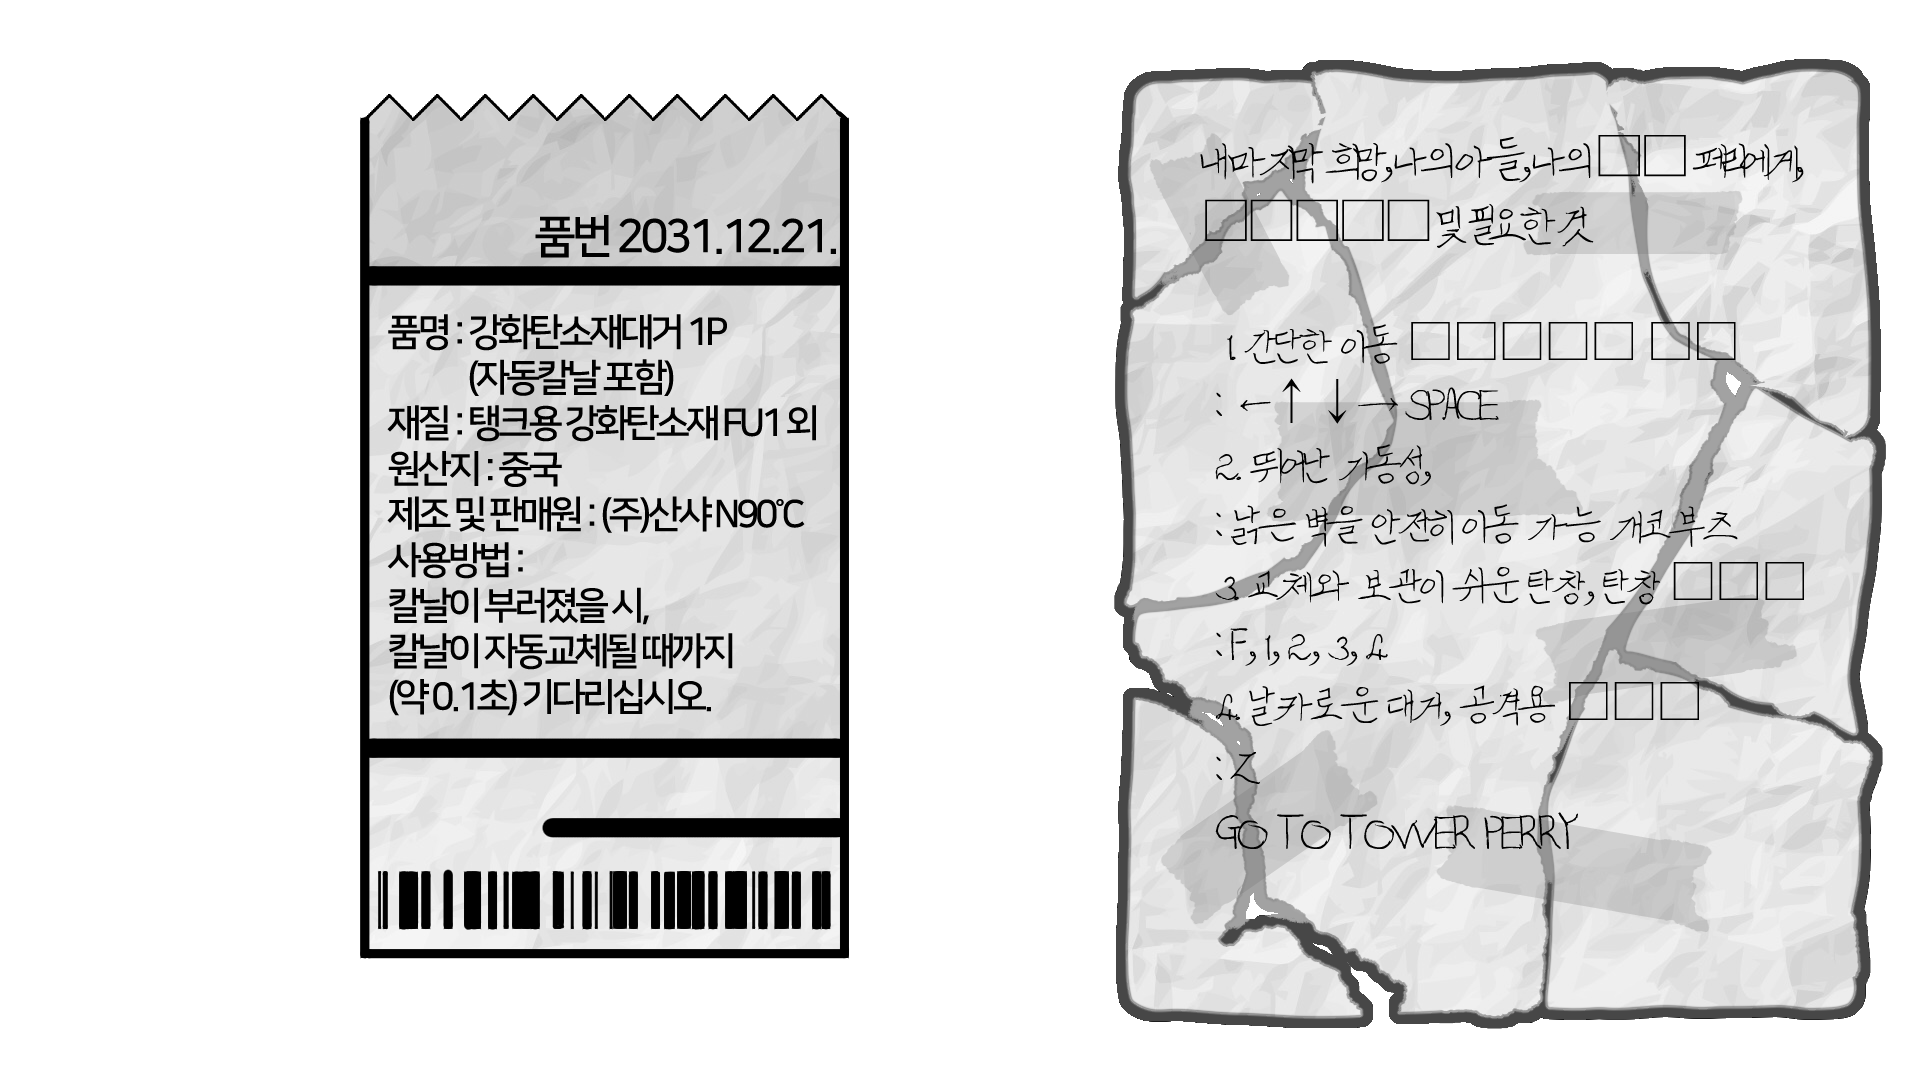 품번 2031.12.21.
품명 : 강화탄소재대거 1P
(자동칼날 포함)
재질 : 탱크용 강화탄소재 FU1 외
원산지 : 중국
제조 및 판매원 : (주)산샤 N90℃
사용방법 :
칼날이 부러졌을 시,
칼날이 자동교체될 때까지
(약 0.1초) 기다리십시오.
내 마지막 희망, 나의 아들, 나의 □□ 페리에게,
□□□□□ 및 필요한 것
1. 간단한 이동 □□□□□ □□
: ←↑ ↓→ SPACE
2. 뛰어난 기동성,
: 낡은 벽을 안전히 이동 가능 개코 부츠
3. 교체와 보관이 쉬운 탄창, 탄창 □□□
: F, 1, 2, 3, 4
4. 날카로운 대거, 공격용 □□□
: Z
GO TO TOWER PERRY